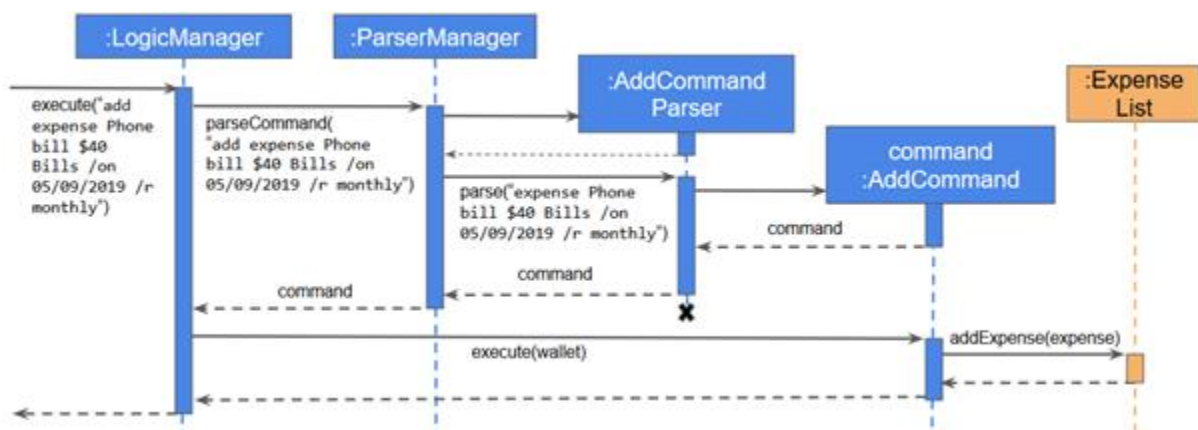 :LogicManager
:ParserManager
:AddCommand
Parser
:Expense
List
command
:AddCommand
execute("add
expense Phone
bill $40
Bills /on
05/09/2019 /r
monthly")
parseCommand(
"add expense Phone
bill $40 Bills /on
05/09/2019 /r monthly")
parse("expense Phone
bill $40 Bills /on
05/09/2019 /r monthly")
command
command
command
execute(wallet)
addExpense(expense)